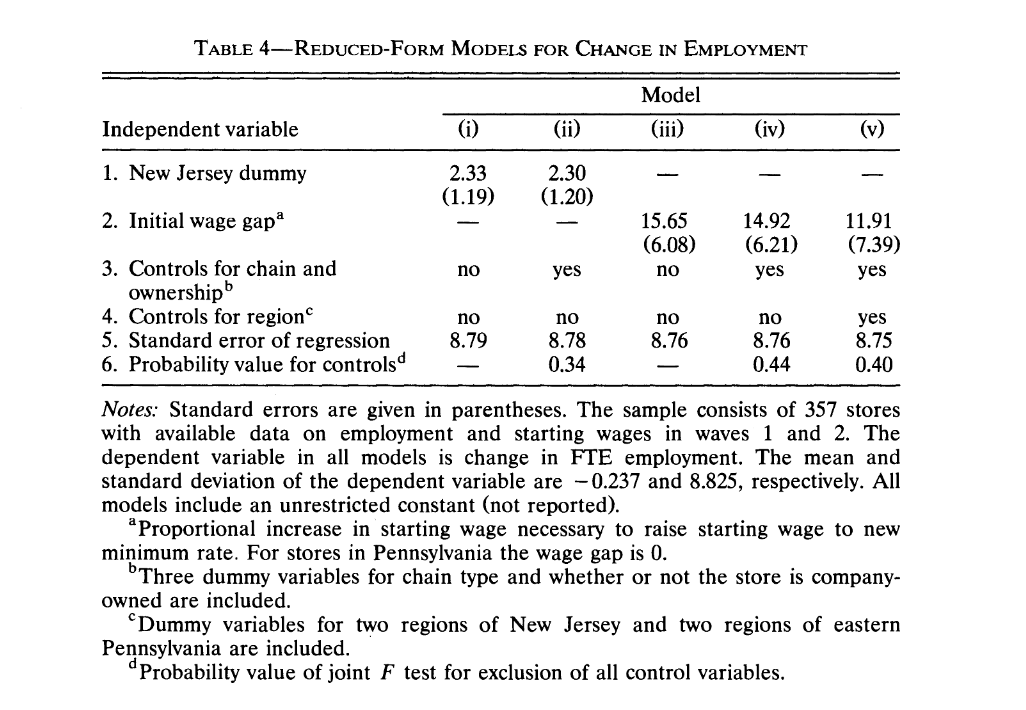 TABLE 4—REDUCED-FORM MODELS FOR CHANGE IN EMPLOYMENT
Model
Independent variable (i) (ii) (iii) (iv) (v)
1. New Jersey dummy 2.33 2.30 — — —
(1.19) (1.20)
2. Initial wage gapᵃ — — 15.65 14.92 11.91
(6.08) (6.21) (7.39)
3. Controls for chain and no yes no yes yes
ownershipᵇ
4. Controls for regionᶜ no no no no yes
5. Standard error of regression 8.79 8.78 8.76 8.76 8.75
6. Probability value for controlsᵈ — 0.34 — 0.44 0.40
Notes: Standard errors are given in parentheses. The sample consists of 357 stores
with available data on employment and starting wages in waves 1 and 2. The
dependent variable in all models is change in FTE employment. The mean and
standard deviation of the dependent variable are −0.237 and 8.825, respectively. All
models include an unrestricted constant (not reported).
ᵃProportional increase in starting wage necessary to raise starting wage to new
minimum rate. For stores in Pennsylvania the wage gap is 0.
ᵇThree dummy variables for chain type and whether or not the store is company-
owned are included.
ᶜDummy variables for two regions of New Jersey and two regions of eastern
Pennsylvania are included.
ᵈProbability value of joint F test for exclusion of all control variables.